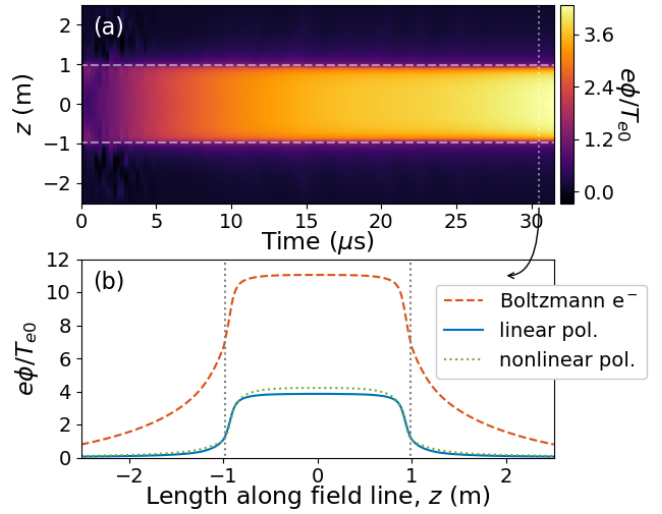 (a)
z (m)
2
1
0
−1
−2
0
5
10
15
20
25
30
Time (μs)
3.6
2.4
1.2
0.0
eϕ/Te0
(b)
eϕ/Te0
12
10
8
6
4
2
0
−2
−1
0
1
2
Length along field line, z (m)
Boltzmann e⁻
linear pol.
nonlinear pol.